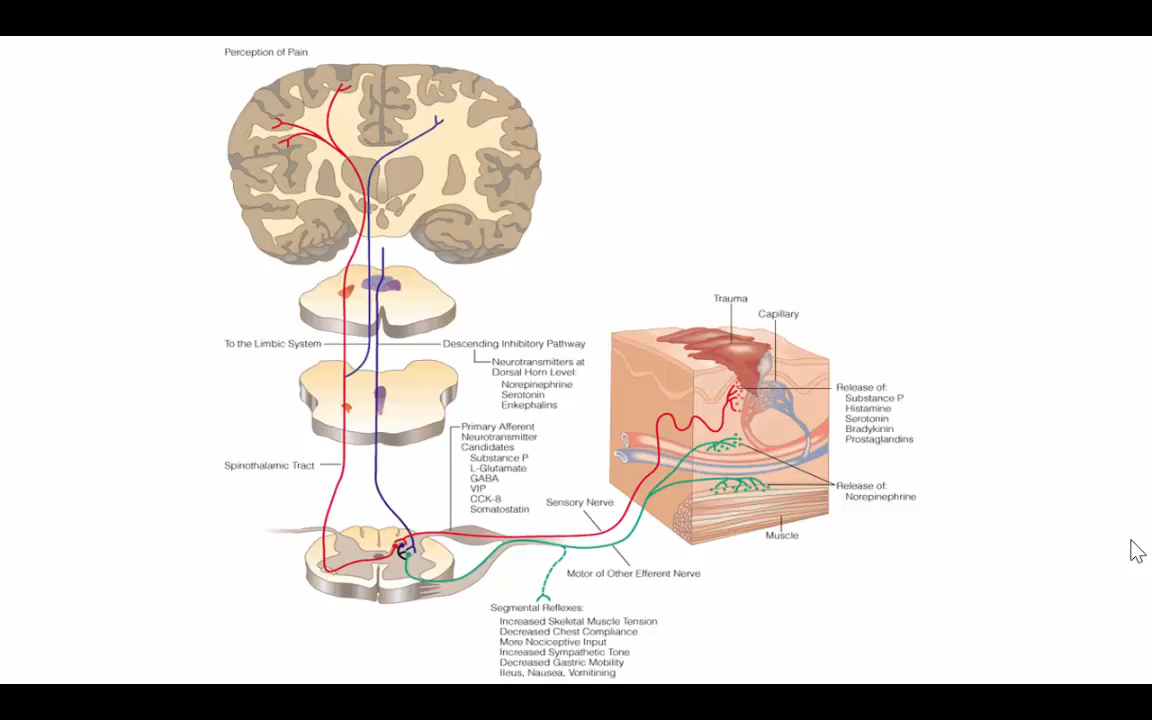 Perception of Pain
Trauma
Capillary
To the Limbic System
Descending Inhibitory Pathway
Neurotransmitters at
Dorsal Horn Level:
Norepinephrine
Serotonin
Enkephalins
Release of:
Substance P
Histamine
Serotonin
Bradykinin
Prostaglandins
Primary Afferent
Neurotransmitter
Candidates
Substance P
L-Glutamate
GABA
VIP
CCK-8
Somatostatin
Spinothalamic Tract
Release of:
Norepinephrine
Sensory Nerve
Muscle
Motor of Other Efferent Nerve
Segmental Reflexes:
Increased Skeletal Muscle Tension
Decreased Chest Compliance
More Nociceptive Input
Increased Sympathetic Tone
Decreased Gastric Mobility
Ileus, Nausea, Vomitining